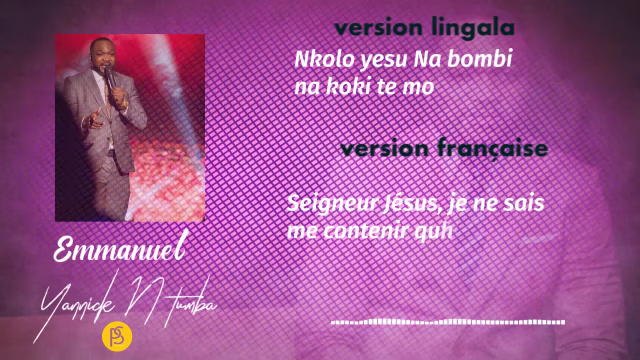 version lingala
Nkolo yesu Na bombi
na koki te mo
version française
Seigneur Jésus, je ne sais
me contenir quh
Emmanuel
Yannick N'tumba